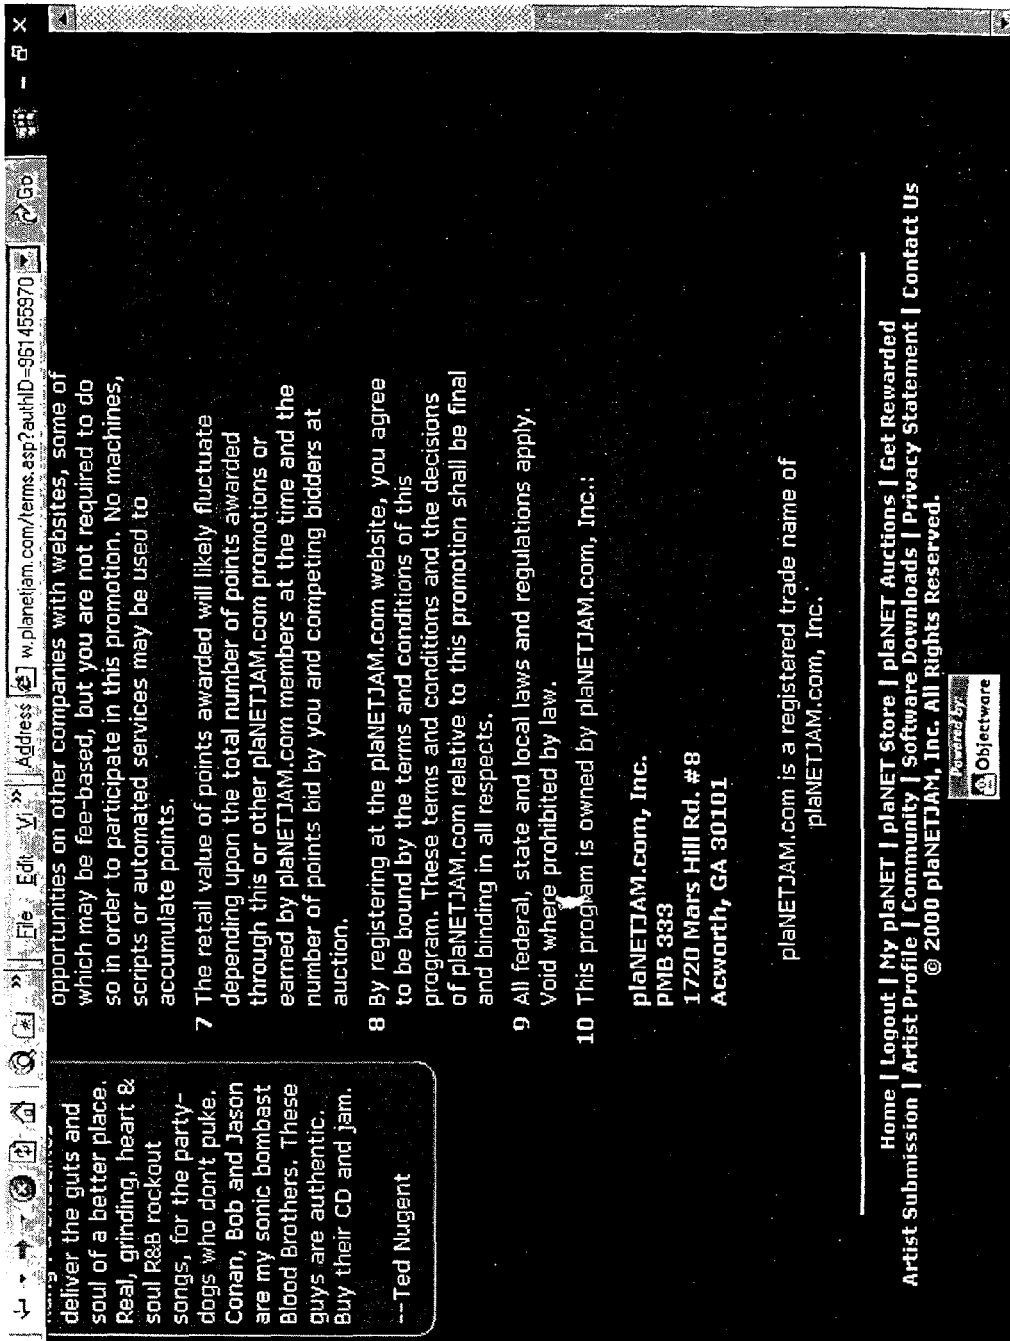 File Edit Vi » Address w.planetjam.com/terms.asp?authID=961455970 Go
deliver the guts and
soul of a better place.
Real, grinding, heart &
soul R&B rockout
songs, for the party-
dogs who don't puke.
Conan, Bob and Jason
are my sonic bombast
Blood Brothers. These
guys are authentic.
Buy their CD and jam.
--Ted Nugent
opportunities on other companies with websites, some of
which may be fee-based, but you are not required to do
so in order to participate in this promotion. No machines,
scripts or automated services may be used to
accumulate points.
7 The retail value of points awarded will likely fluctuate
depending upon the total number of points awarded
through this or other plaNETJAM.com promotions or
earned by plaNETJAM.com members at the time and the
number of points bid by you and competing bidders at
auction.
8 By registering at the plaNETJAM.com website, you agree
to be bound by the terms and conditions of this
program. These terms and conditions and the decisions
of plaNETJAM.com relative to this promotion shall be final
and binding in all respects.
9 All federal, state and local laws and regulations apply.
Void where prohibited by law.
10 This program is owned by plaNETJAM.com, Inc.:
plaNETJAM.com, Inc.
PMB 333
1720 Mars Hill Rd. #8
Acworth, GA 30101
plaNETJAM.com is a registered trade name of
plaNETJAM.com, Inc.
Home | Logout | My plaNET | plaNET Store | plaNET Auctions | Get Rewarded
Artist Submission | Artist Profile | Community | Software Downloads | Privacy Statement | Contact Us
© 2000 plaNETJAM, Inc. All Rights Reserved.
Powered by:
Objectware